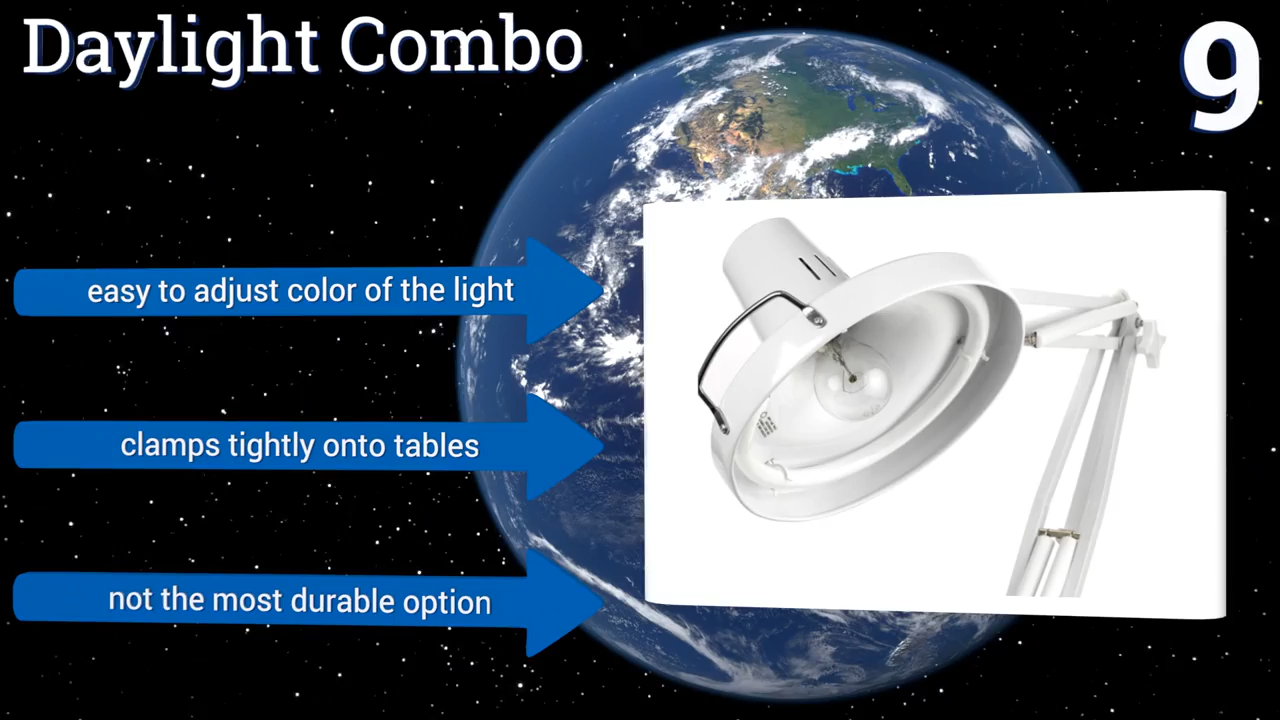 Daylight Combo
9
easy to adjust color of the light
clamps tightly onto tables
not the most durable option